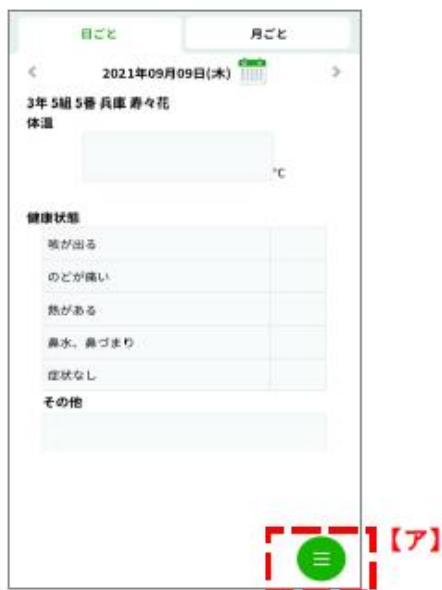 日ごと 月ごと
< 2021年09月09日(木) >
3年 5組 5番 兵庫 寿々花
体温
℃
健康状態
咳が出る
のどが痛い
熱がある
鼻水、鼻づまり
症状なし
その他
【ア】